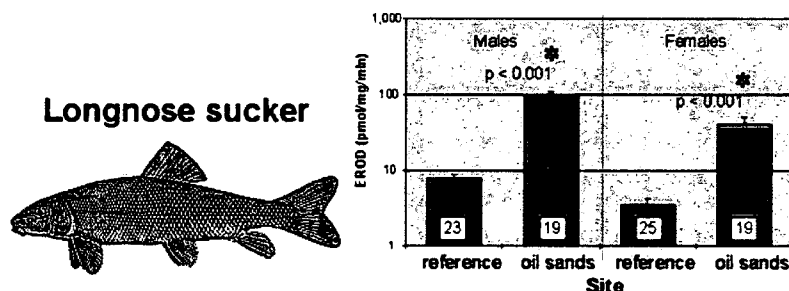 Longnose sucker
EROD (pmol/mg/min)
1,000
100
10
1
Males
Females
*
p < 0.001
*
p < 0.001
23
19
25
19
reference
oil sands
reference
oil sands
Site